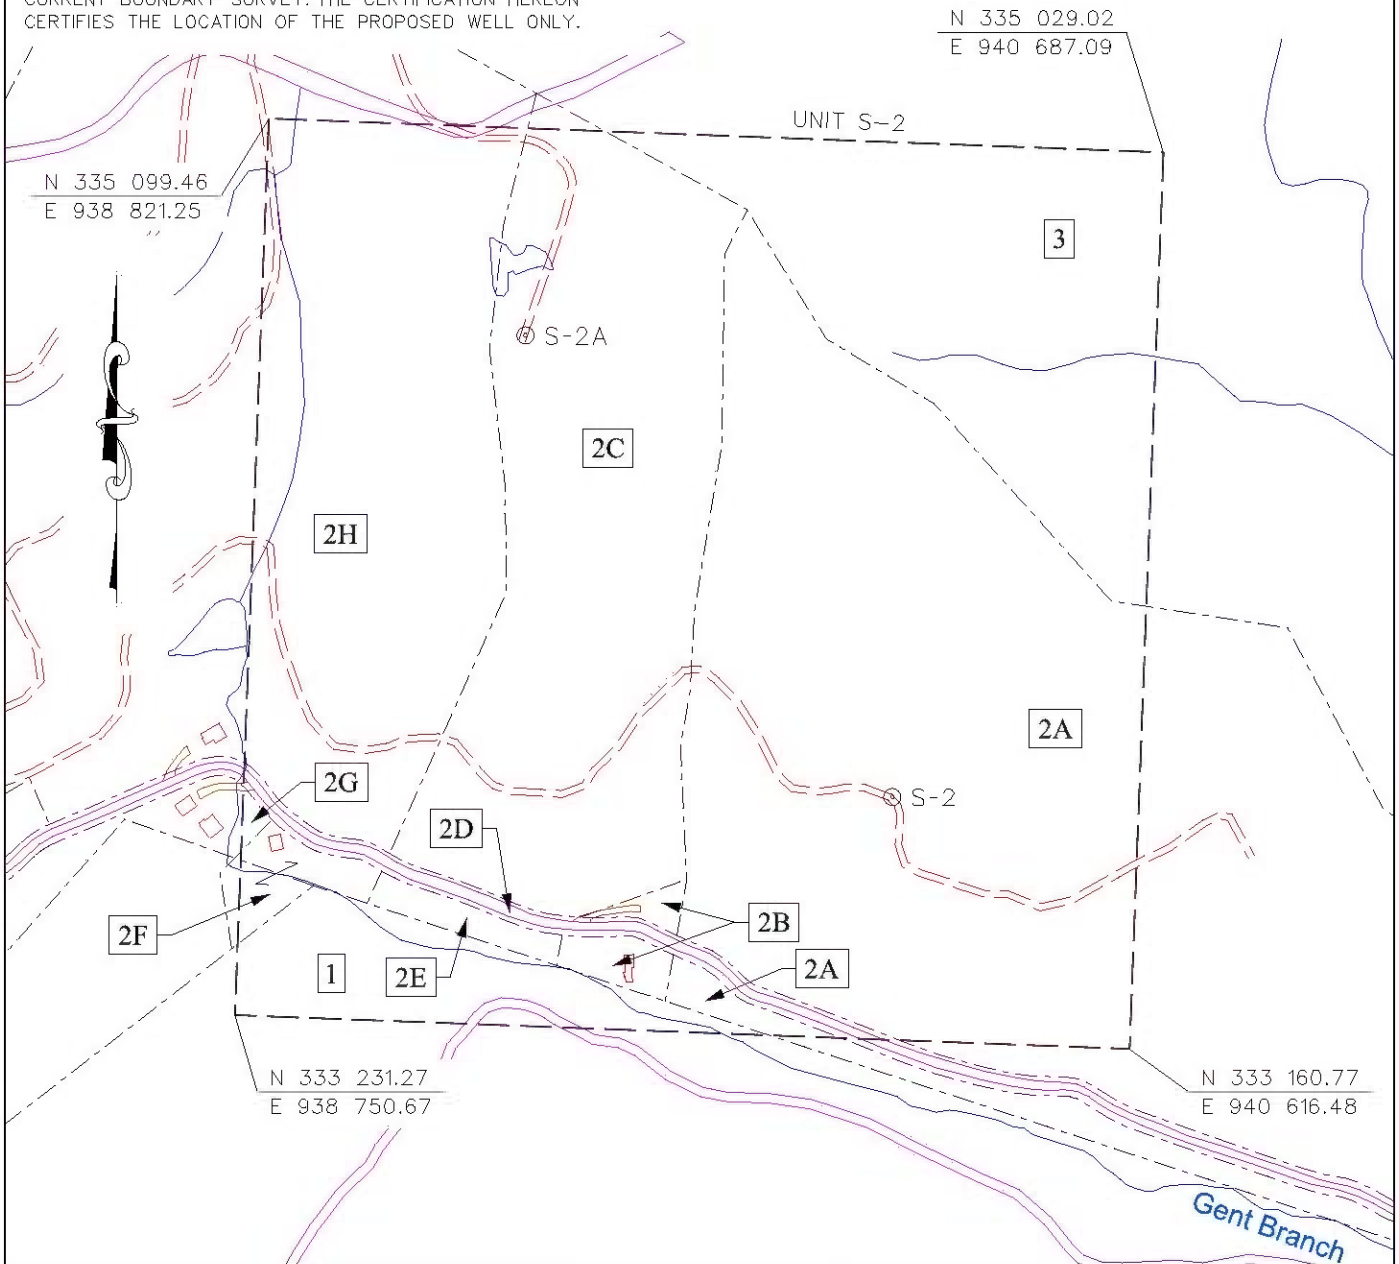 CERTIFIES THE LOCATION OF THE PROPOSED WELL ONLY.
N 335 029.02
E 940 687.09
UNIT S-2
N 335 099.46
E 938 821.25
3
S-2A
2C
2H
2A
2G
S-2
2D
2B
2F
2A
1
2E
N 333 231.27
E 938 750.67
N 333 160.77
E 940 616.48
Gent Branch